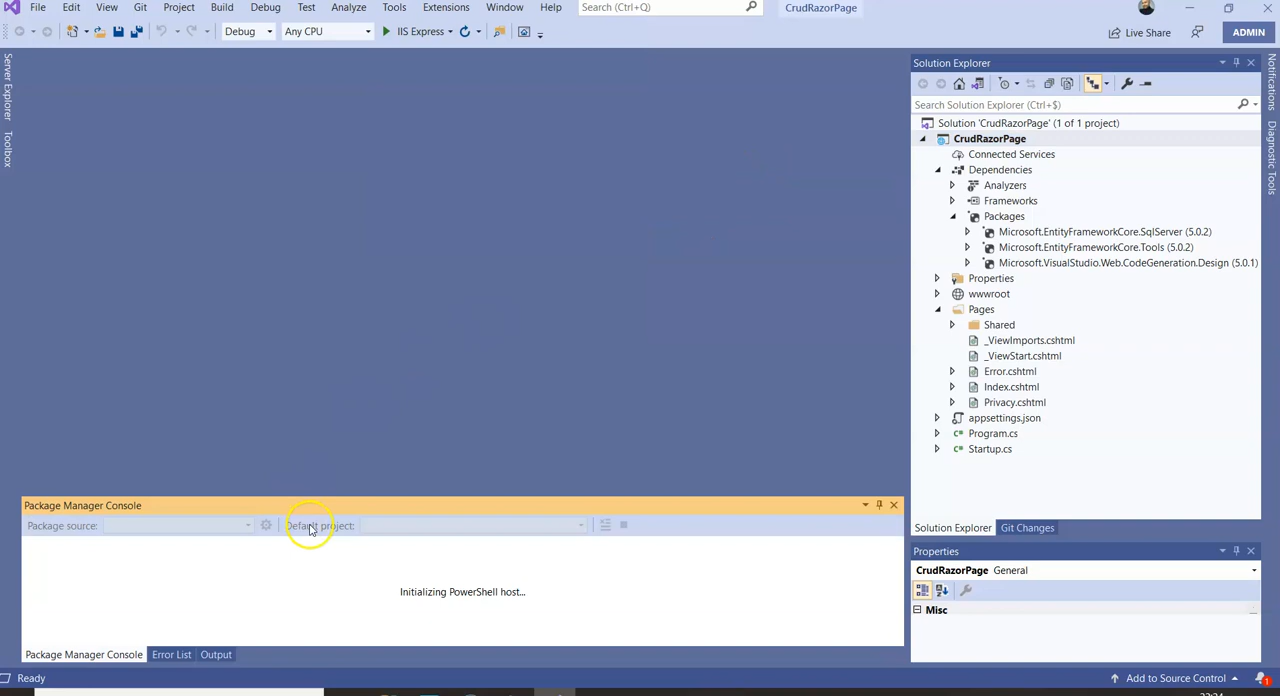 File Edit View Git Project Build Debug Test Analyze Tools Extensions Window Help Search (Ctrl+Q) CrudRazorPage
Debug Any CPU IIS Express Live Share ADMIN
Server Explorer
Toolbox
Solution Explorer
Search Solution Explorer (Ctrl+$)
Solution 'CrudRazorPage' (1 of 1 project)
CrudRazorPage
Connected Services
Dependencies
Analyzers
Frameworks
Packages
Microsoft.EntityFrameworkCore.SqlServer (5.0.2)
Microsoft.EntityFrameworkCore.Tools (5.0.2)
Microsoft.VisualStudio.Web.CodeGeneration.Design (5.0.1)
Properties
wwwroot
Pages
Shared
_ViewImports.cshtml
_ViewStart.cshtml
Error.cshtml
Index.cshtml
Privacy.cshtml
appsettings.json
C# Program.cs
C# Startup.cs
Solution Explorer Git Changes
Properties
CrudRazorPage General
Misc
Notifications
Diagnostic Tools
Package Manager Console
Package source: Default project:
Initializing PowerShell host...
Package Manager Console Error List Output
Ready Add to Source Control 1